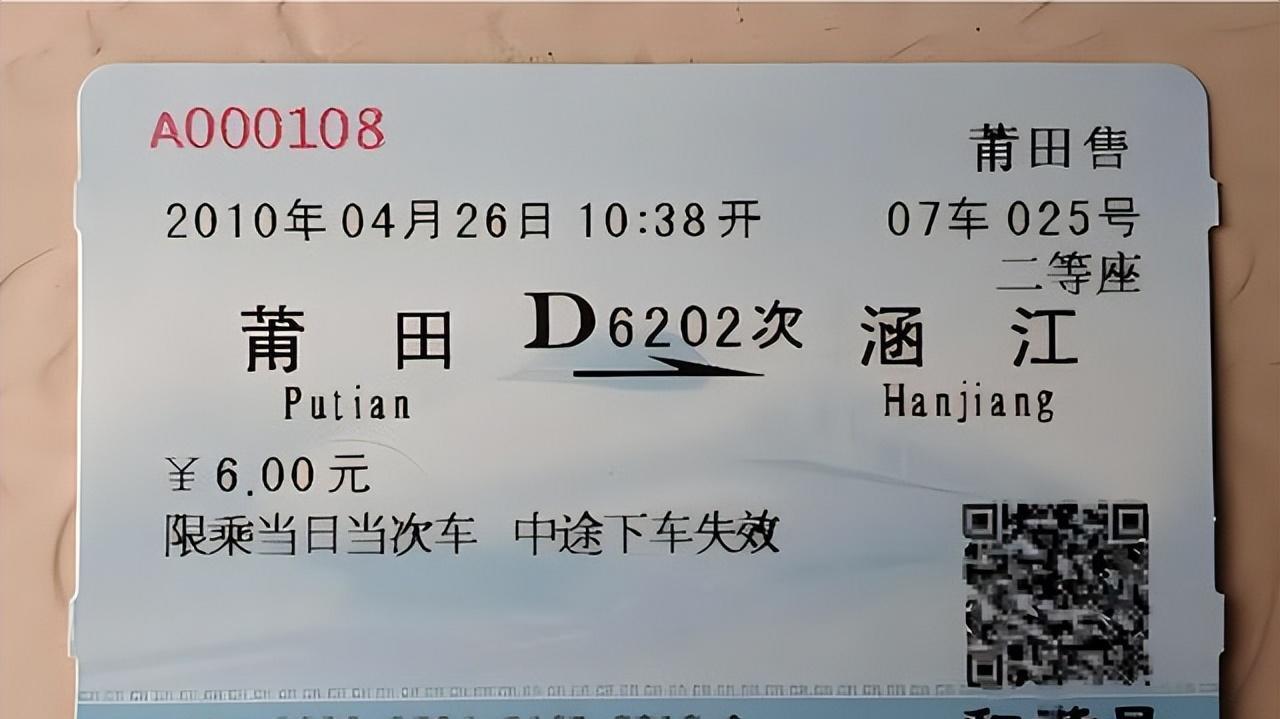 A000108
莆田售
2010年04月26日 10:38开 07车025号
二等座
莆田 D6202次 涵江
Putian Hanjiang
¥6.00元
限乘当日当次车 中途下车失效